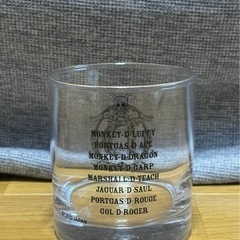 MONKEY·D·LUFFY
PORTGAS·D·ACE
MONKEY·D·DRAGON
MONKEY·D·GARP
MARSHALL·D·TEACH
JAGUAR·D·SAUL
PORTGAS·D·ROUGE
GOL·D·ROGER